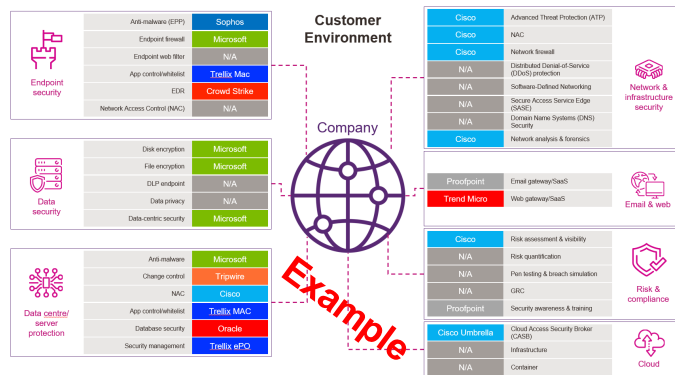 Customer
Environment
Company
Example
Endpoint
security
Anti-malware (EPP) Sophos
Endpoint firewall Microsoft
Endpoint web filter N/A
App control/whitelist Trellix Mac
EDR Crowd Strike
Network Access Control (NAC) N/A
Data
security
Disk encryption Microsoft
File encryption Microsoft
DLP endpoint N/A
Data privacy N/A
Data-centric security Microsoft
Data centre/
server
protection
Anti-malware Microsoft
Change control Tripwire
NAC Cisco
App control/whitelist Trellix MAC
Database security Oracle
Security management Trellix ePO
Cisco Advanced Threat Protection (ATP)
Cisco NAC
Cisco Network firewall
N/A Distributed Denial-of-Service
(DDoS) protection
N/A Software-Defined Networking
N/A Secure Access Service Edge
(SASE)
N/A Domain Name Systems (DNS)
Security
Cisco Network analysis & forensics
Network &
infrastructure
security
Proofpoint Email gateway/SaaS
Trend Micro Web gateway/SaaS
Email & web
Cisco Risk assessment & visibility
N/A Risk quantification
N/A Pen testing & breach simulation
N/A GRC
Proofpoint Security awareness & training
Risk &
compliance
Cisco Umbrella Cloud Access Security Broker
(CASB)
N/A Infrastructure
N/A Container
Cloud